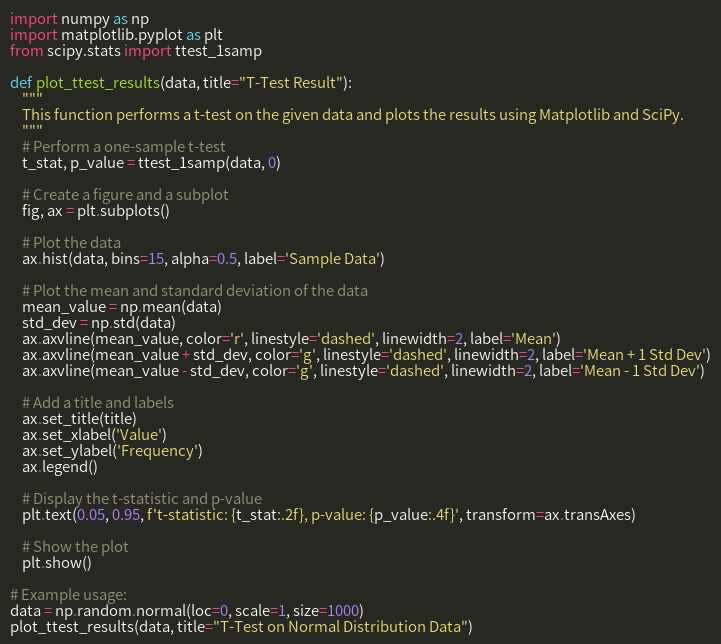 import numpy as np
import matplotlib.pyplot as plt
from scipy.stats import ttest_1samp

def plot_ttest_results(data, title="T-Test Result"):
    """
    This function performs a t-test on the given data and plots the results using Matplotlib and SciPy.
    """
    # Perform a one-sample t-test
    t_stat, p_value = ttest_1samp(data, 0)

    # Create a figure and a subplot
    fig, ax = plt.subplots()

    # Plot the data
    ax.hist(data, bins=15, alpha=0.5, label='Sample Data')

    # Plot the mean and standard deviation of the data
    mean_value = np.mean(data)
    std_dev = np.std(data)
    ax.axvline(mean_value, color='r', linestyle='dashed', linewidth=2, label='Mean')
    ax.axvline(mean_value + std_dev, color='g', linestyle='dashed', linewidth=2, label='Mean + 1 Std Dev')
    ax.axvline(mean_value - std_dev, color='g', linestyle='dashed', linewidth=2, label='Mean - 1 Std Dev')

    # Add a title and labels
    ax.set_title(title)
    ax.set_xlabel('Value')
    ax.set_ylabel('Frequency')
    ax.legend()

    # Display the t-statistic and p-value
    plt.text(0.05, 0.95, f't-statistic: {t_stat:.2f}, p-value: {p_value:.4f}', transform=ax.transAxes)

    # Show the plot
    plt.show()

# Example usage:
data = np.random.normal(loc=0, scale=1, size=1000)
plot_ttest_results(data, title="T-Test on Normal Distribution Data")